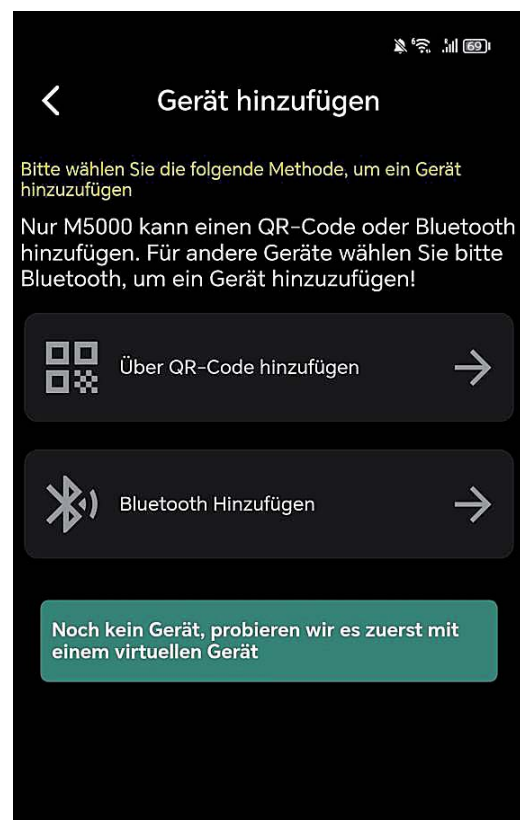 69
Gerät hinzufügen
Bitte wählen Sie die folgende Methode, um ein Gerät
hinzuzufügen
Nur M5000 kann einen QR-Code oder Bluetooth
hinzufügen. Für andere Geräte wählen Sie bitte
Bluetooth, um ein Gerät hinzuzufügen!
Über QR-Code hinzufügen
Bluetooth Hinzufügen
Noch kein Gerät, probieren wir es zuerst mit
einem virtuellen Gerät